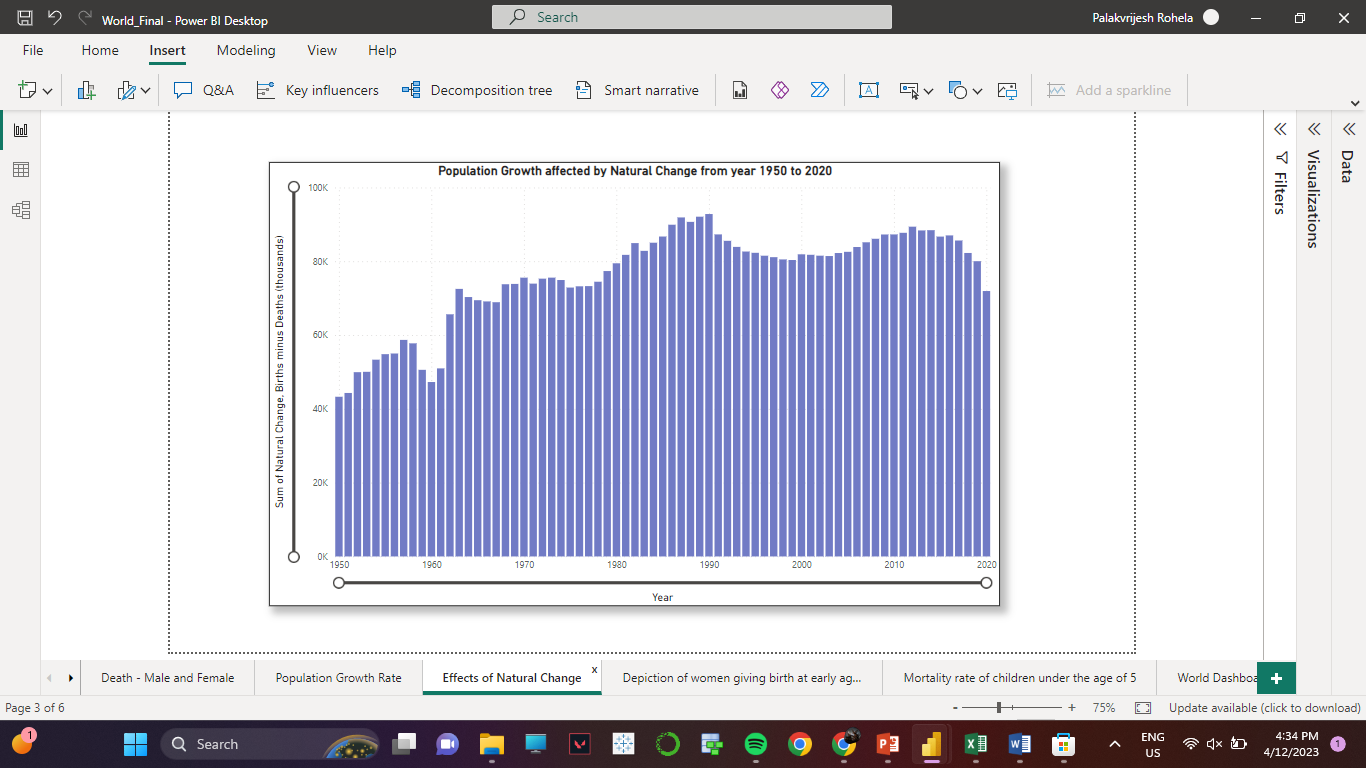 World_Final - Power BI Desktop
Search
Palakvrijesh Rohela
File Home Insert Modeling View Help
Q&A Key influencers Decomposition tree Smart narrative A Add a sparkline
Population Growth affected by Natural Change from year 1950 to 2020
Sum of Natural Change, Births minus Deaths (thousands)
100K
80K
60K
40K
20K
0K
1950 1960 1970 1980 1990 2000 2010 2020
Year
Filters
Visualizations
Data
Death - Male and Female Population Growth Rate Effects of Natural Change x Depiction of women giving birth at early ag... Mortality rate of children under the age of 5 World Dashboa +
Page 3 of 6 - + 75% Update available (click to download)
1 Search ENG US 4:34 PM 4/12/2023 1